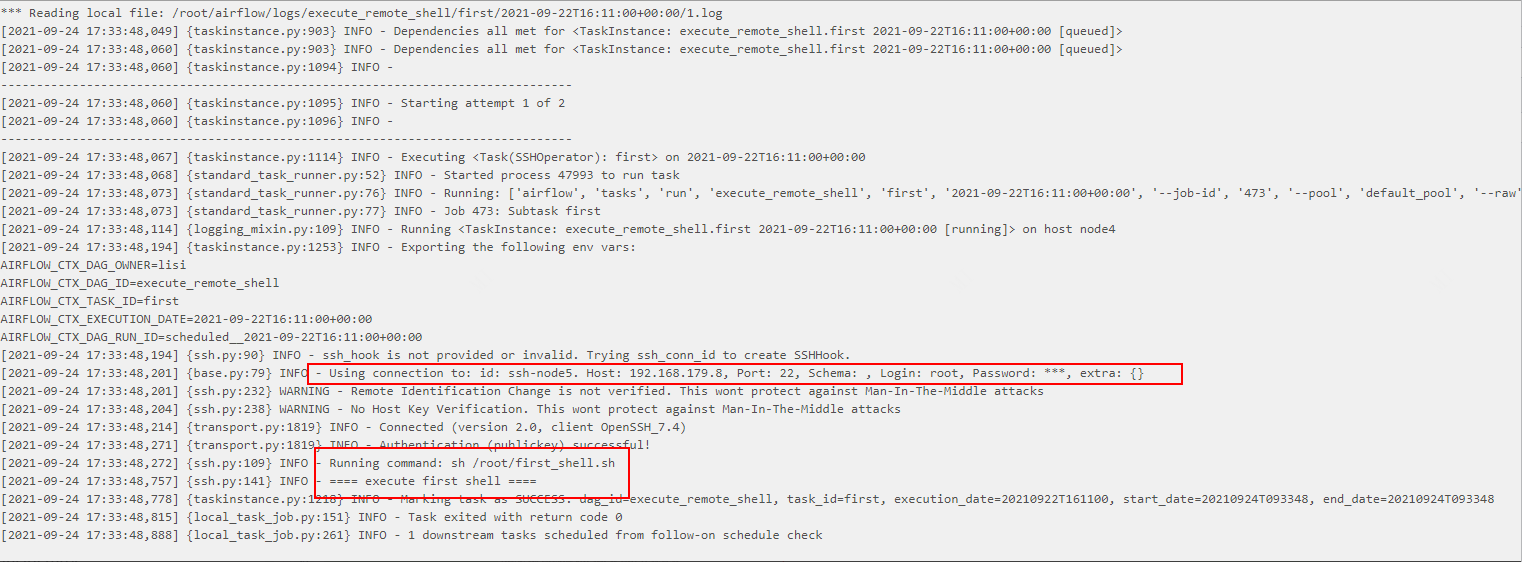 *** Reading local file: /root/airflow/logs/execute_remote_shell/first/2021-09-22T16:11:00+00:00/1.log
[2021-09-24 17:33:48,049] {taskinstance.py:903} INFO - Dependencies all met for <TaskInstance: execute_remote_shell.first 2021-09-22T16:11:00+00:00 [queued]>
[2021-09-24 17:33:48,060] {taskinstance.py:903} INFO - Dependencies all met for <TaskInstance: execute_remote_shell.first 2021-09-22T16:11:00+00:00 [queued]>
[2021-09-24 17:33:48,060] {taskinstance.py:1094} INFO -
--------------------------------------------------------------------------------
[2021-09-24 17:33:48,060] {taskinstance.py:1095} INFO - Starting attempt 1 of 2
[2021-09-24 17:33:48,060] {taskinstance.py:1096} INFO -
--------------------------------------------------------------------------------
[2021-09-24 17:33:48,067] {taskinstance.py:1114} INFO - Executing <Task(SSHOperator): first> on 2021-09-22T16:11:00+00:00
[2021-09-24 17:33:48,068] {standard_task_runner.py:52} INFO - Started process 47993 to run task
[2021-09-24 17:33:48,073] {standard_task_runner.py:76} INFO - Running: ['airflow', 'tasks', 'run', 'execute_remote_shell', 'first', '2021-09-22T16:11:00+00:00', '--job-id', '473', '--pool', 'default_pool', '--raw'
[2021-09-24 17:33:48,073] {standard_task_runner.py:77} INFO - Job 473: Subtask first
[2021-09-24 17:33:48,114] {logging_mixin.py:109} INFO - Running <TaskInstance: execute_remote_shell.first 2021-09-22T16:11:00+00:00 [running]> on host node4
[2021-09-24 17:33:48,194] {taskinstance.py:1253} INFO - Exporting the following env vars:
AIRFLOW_CTX_DAG_OWNER=lisi
AIRFLOW_CTX_DAG_ID=execute_remote_shell
AIRFLOW_CTX_TASK_ID=first
AIRFLOW_CTX_EXECUTION_DATE=2021-09-22T16:11:00+00:00
AIRFLOW_CTX_DAG_RUN_ID=scheduled__2021-09-22T16:11:00+00:00
[2021-09-24 17:33:48,194] {ssh.py:90} INFO - ssh_hook is not provided or invalid. Trying ssh_conn_id to create SSHHook.
[2021-09-24 17:33:48,201] {base.py:79} INFO - Using connection to: id: ssh-node5. Host: 192.168.179.8, Port: 22, Schema: , Login: root, Password: ***, extra: {}
[2021-09-24 17:33:48,201] {ssh.py:232} WARNING - Remote Identification Change is not verified. This wont protect against Man-In-The-Middle attacks
[2021-09-24 17:33:48,204] {ssh.py:238} WARNING - No Host Key Verification. This wont protect against Man-In-The-Middle attacks
[2021-09-24 17:33:48,214] {transport.py:1819} INFO - Connected (version 2.0, client OpenSSH_7.4)
[2021-09-24 17:33:48,271] {transport.py:1819} INFO - Authentication (publickey) successful!
[2021-09-24 17:33:48,272] {ssh.py:109} INFO - Running command: sh /root/first_shell.sh
[2021-09-24 17:33:48,757] {ssh.py:141} INFO - ==== execute first shell ====
[2021-09-24 17:33:48,778] {taskinstance.py:1218} INFO - Marking task as SUCCESS. dag_id=execute_remote_shell, task_id=first, execution_date=20210922T161100, start_date=20210924T093348, end_date=20210924T093348
[2021-09-24 17:33:48,815] {local_task_job.py:151} INFO - Task exited with return code 0
[2021-09-24 17:33:48,888] {local_task_job.py:261} INFO - 1 downstream tasks scheduled from follow-on schedule check